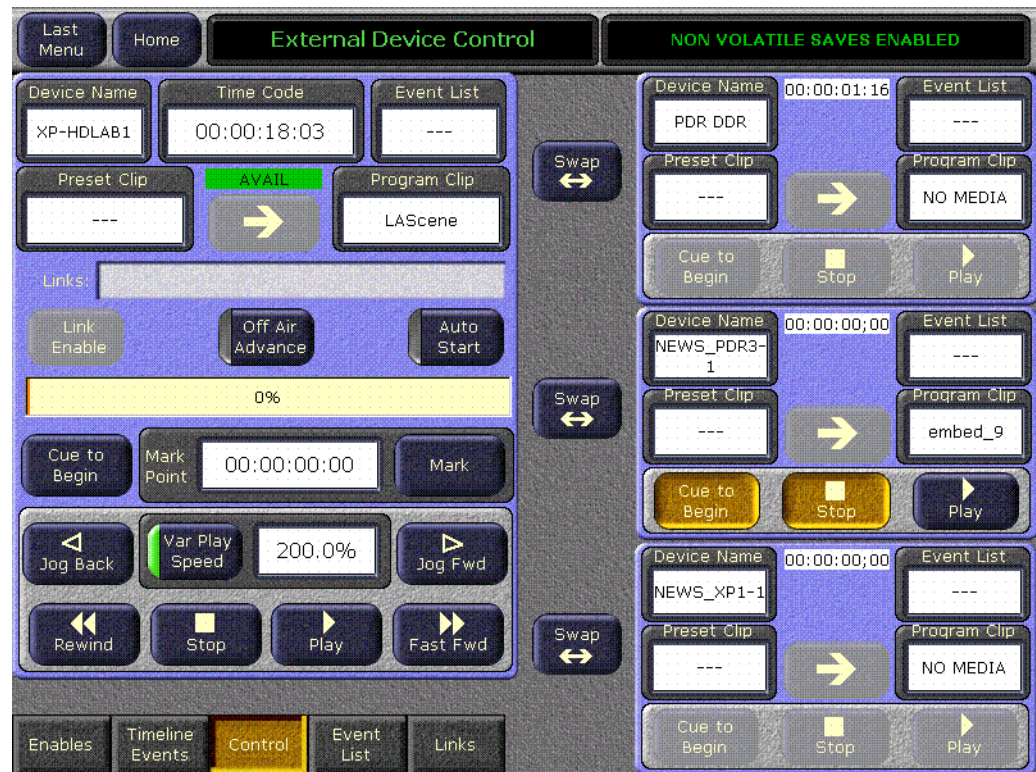 Last
Menu
Home
External Device Control
NON VOLATILE SAVES ENABLED
Device Name
Time Code
Event List
XP-HDLAB1
00:00:18:03
---
Preset Clip
AVAIL
Program Clip
---
LAScene
Links:
Link
Enable
Off Air
Advance
Auto
Start
0%
Cue to
Begin
Mark
Point
00:00:00:00
Mark
Jog Back
Var Play
Speed
200.0%
Jog Fwd
Rewind
Stop
Play
Fast Fwd
Swap
Swap
Swap
Device Name
00:00:01:16
Event List
PDR DDR
---
Preset Clip
Program Clip
---
NO MEDIA
Cue to
Begin
Stop
Play
Device Name
00:00:00;00
Event List
NEWS_PDR3-
1
---
Preset Clip
Program Clip
---
embed_9
Cue to
Begin
Stop
Play
Device Name
00:00:00;00
Event List
NEWS_XP1-1
---
Preset Clip
Program Clip
---
NO MEDIA
Cue to
Begin
Stop
Play
Enables
Timeline
Events
Control
Event
List
Links